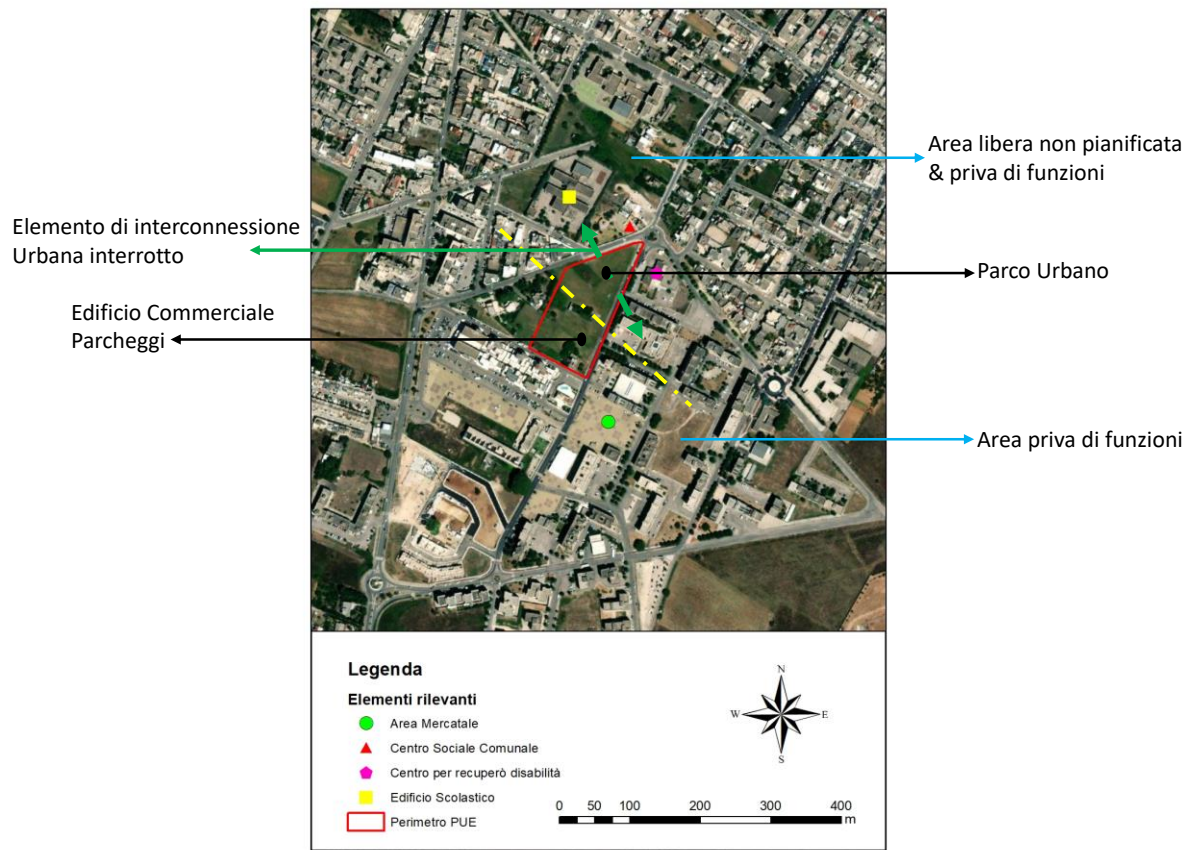 Area libera non pianificata
& priva di funzioni
Elemento di interconnessione
Urbana interrotto
Parco Urbano
Edificio Commerciale
Parcheggi
Area priva di funzioni
Legenda
Elementi rilevanti
Area Mercatale
Centro Sociale Comunale
Centro per recuperò disabilità
Edificio Scolastico
Perimetro PUE
N
W
E
S
0 50 100 200 300 400
m